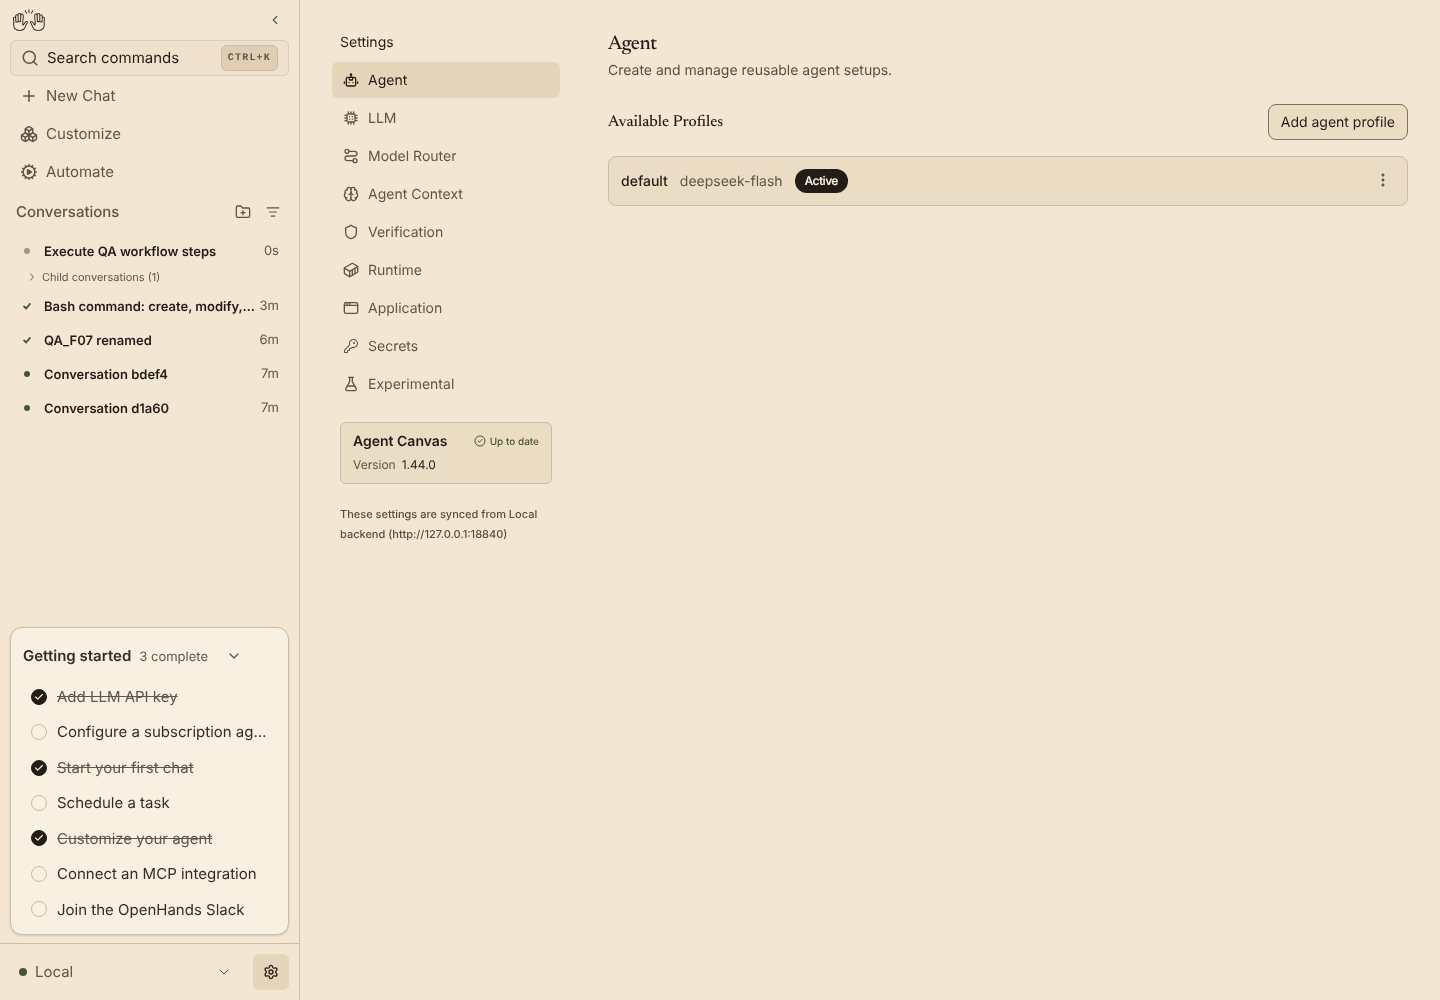 Search commands
CTRL+K
New Chat
Customize
Automate
Conversations
Execute QA workflow steps 0s
Child conversations (1)
Bash command: create, modify,... 3m
QA_F07 renamed 6m
Conversation bdef4 7m
Conversation d1a60 7m
Getting started 3 complete
Add LLM API key
Configure a subscription ag...
Start your first chat
Schedule a task
Customize your agent
Connect an MCP integration
Join the OpenHands Slack
Local
Settings
Agent
LLM
Model Router
Agent Context
Verification
Runtime
Application
Secrets
Experimental
Agent Canvas Up to date
Version 1.44.0
These settings are synced from Local
backend (http://127.0.0.1:18840)
Agent
Create and manage reusable agent setups.
Available Profiles
Add agent profile
default deepseek-flash Active